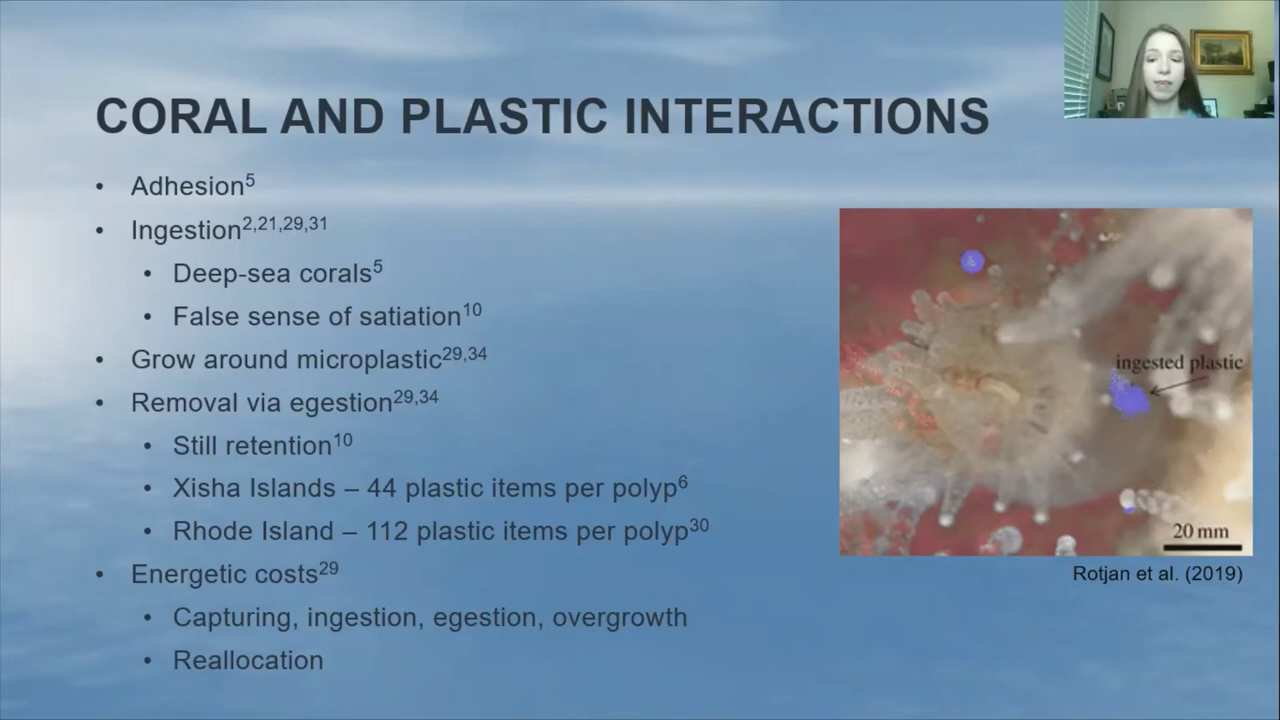 CORAL AND PLASTIC INTERACTIONS
• Adhesion⁵
• Ingestion²,²¹,²⁹,³¹
• Deep-sea corals⁵
• False sense of satiation¹⁰
• Grow around microplastic²⁹,³⁴
• Removal via egestion²⁹,³⁴
• Still retention¹⁰
• Xisha Islands – 44 plastic items per polyp⁶
• Rhode Island – 112 plastic items per polyp³⁰
• Energetic costs²⁹
• Capturing, ingestion, egestion, overgrowth
• Reallocation
ingested plastic
20 mm
Rotjan et al. (2019)